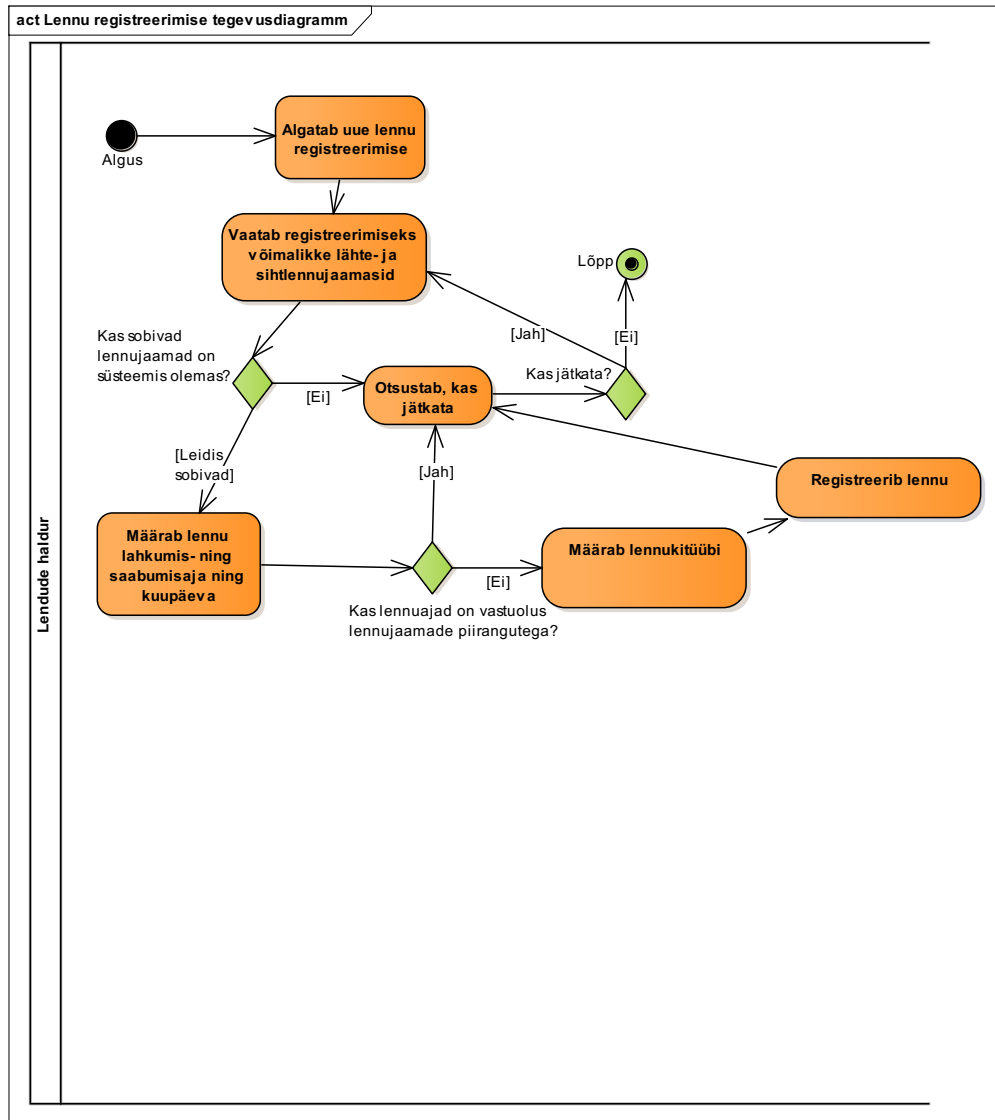 act Lennu registreerimise tegevusdiagramm
Lendude haldur
Algus
Algatab uue lennu
registreerimise
Vaatab registreerimiseks
võimalikke lähte- ja
sihtlennujaamasid
Lõpp
Kas sobivad
lennujaamad on
süsteemis olemas?
[Jah]
[Ei]
Kas jätkata?
[Ei]
Otsustab, kas
jätkata
[Leidis
sobivad]
[Jah]
Registreerib lennu
Määrab lennu
lahkumis- ning
saabumisaja ning
kuupäeva
Määrab lennukitüübi
[Ei]
Kas lennuajad on vastuolus
lennujaamade piirangutega?